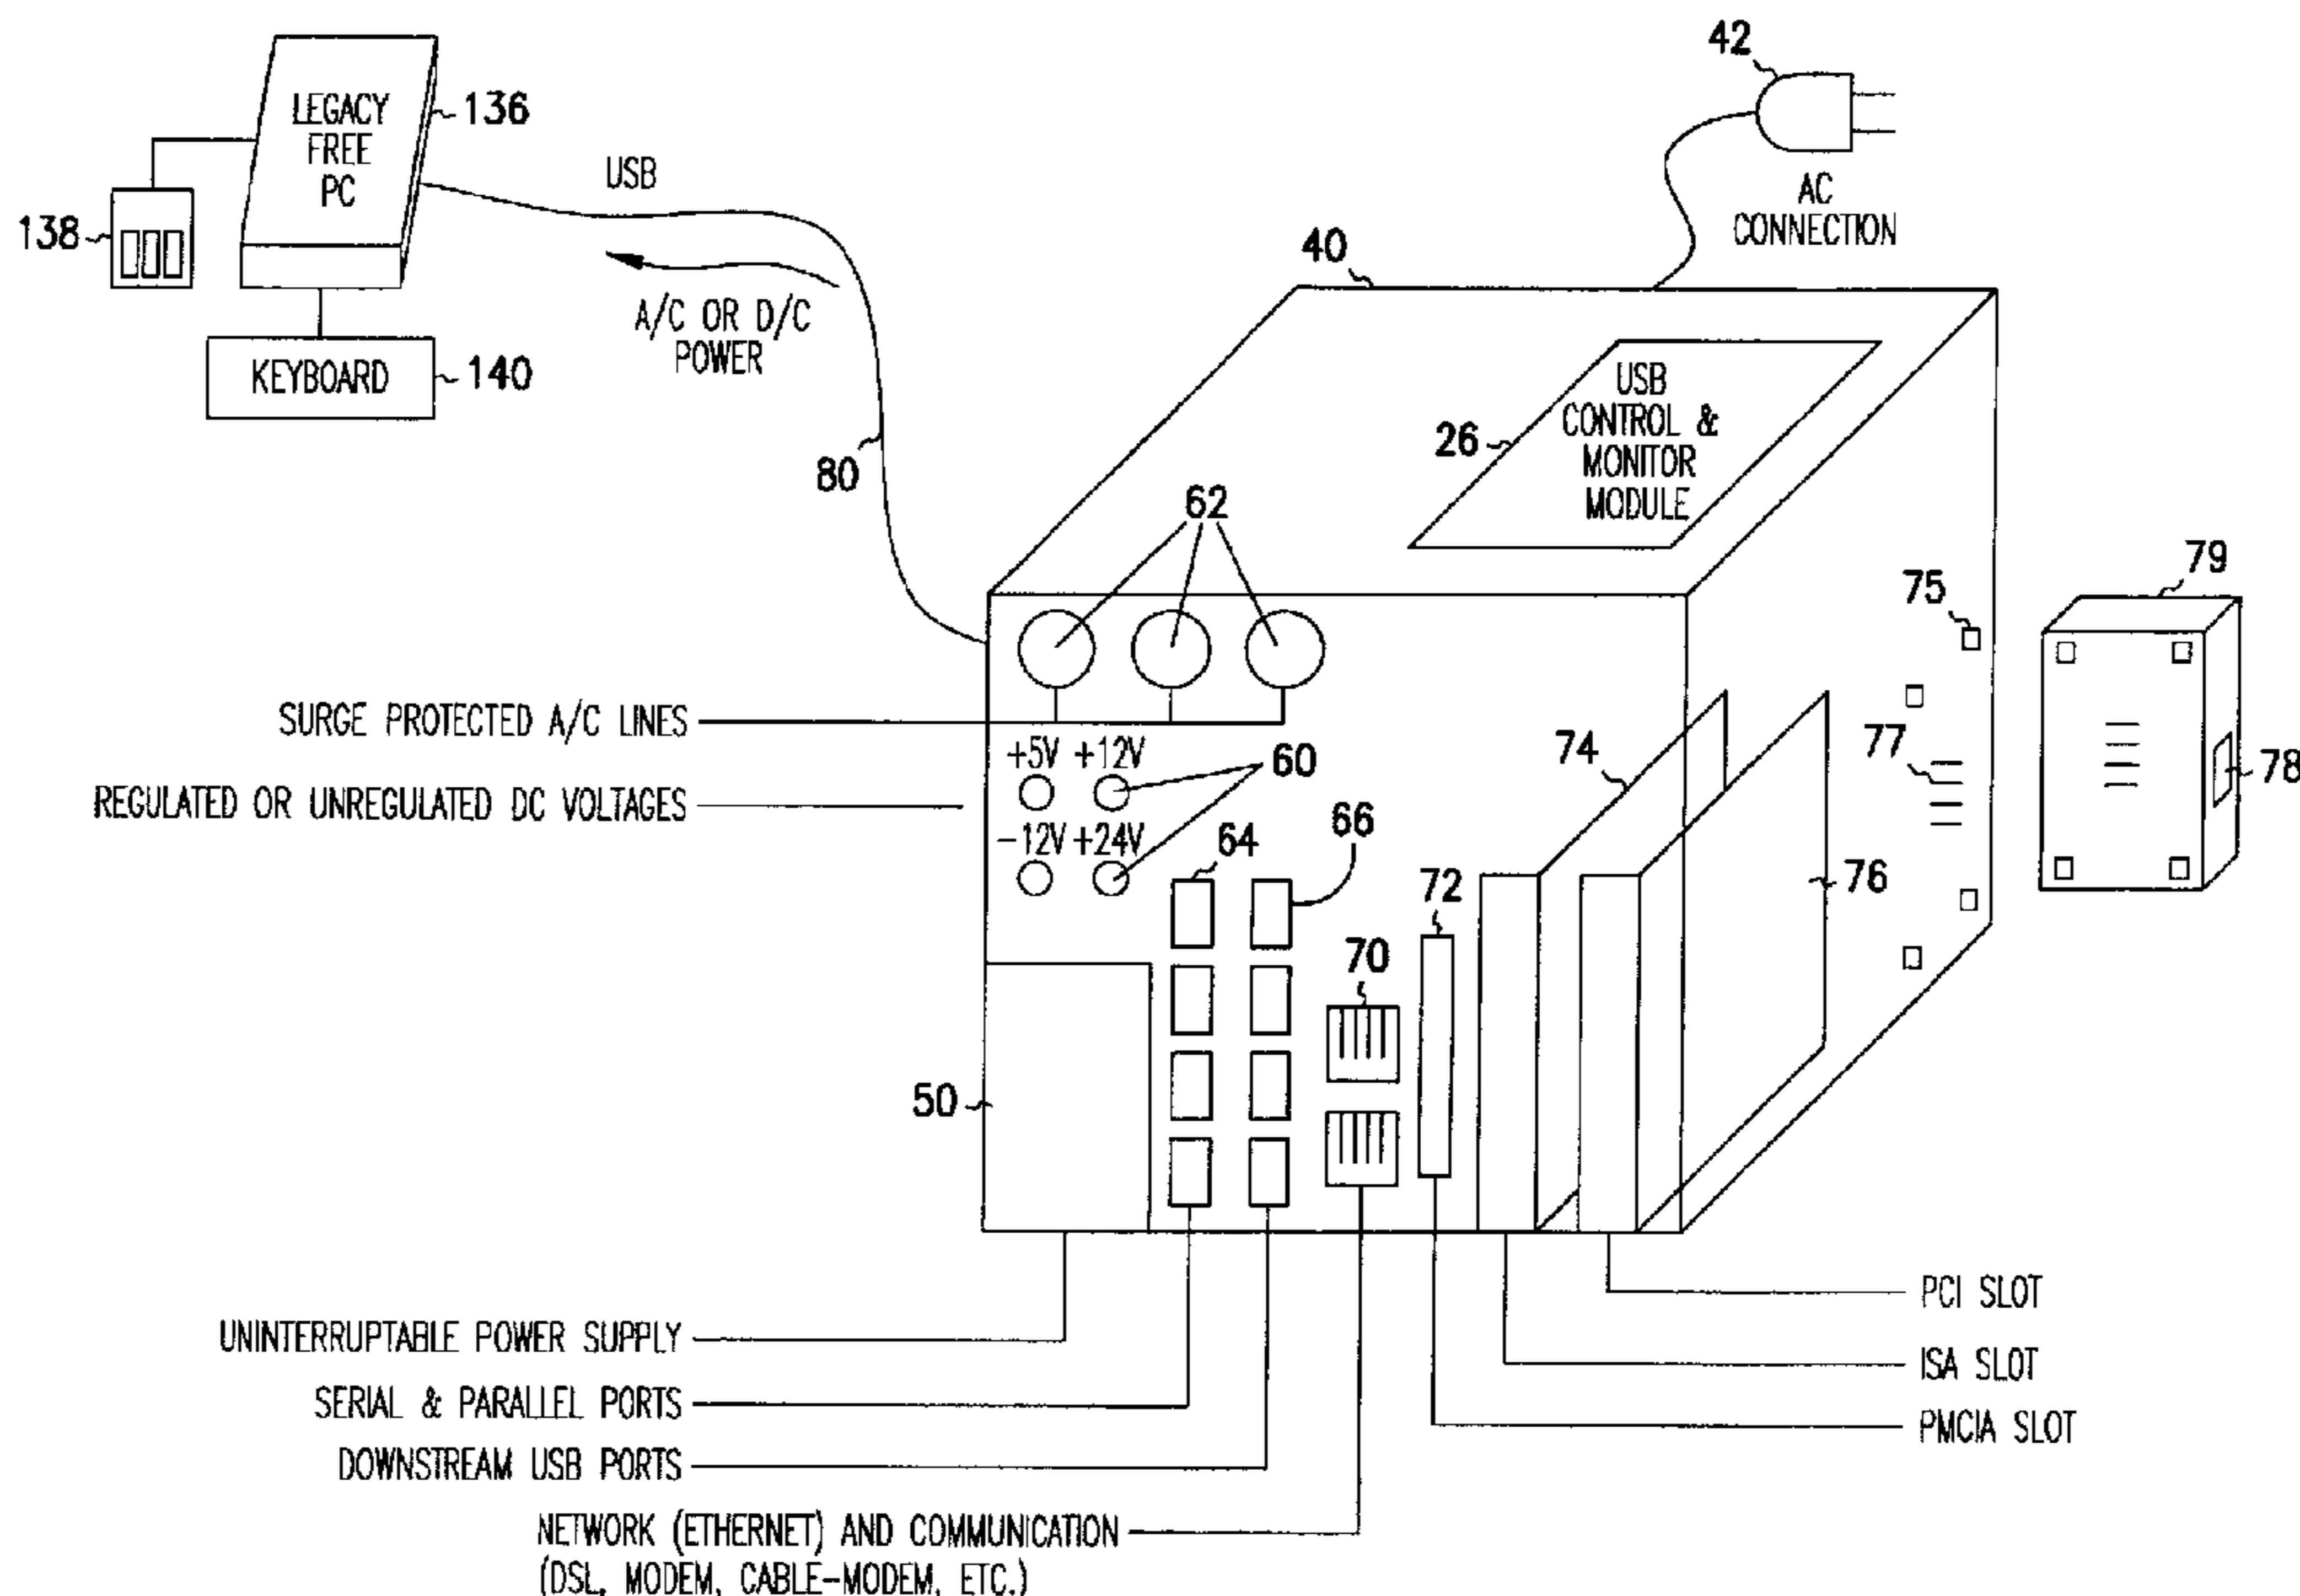 42
LEGACY
FREE
PC
136
USB
138
AC
CONNECTION
40
A/C OR D/C
POWER
KEYBOARD
140
USB
CONTROL &
MONITOR
MODULE
26
80
62
79
75
SURGE PROTECTED A/C LINES
+5V +12V
60
74
77
78
REGULATED OR UNREGULATED DC VOLTAGES
-12V +24V
64
66
72
76
70
50
PCI SLOT
UNINTERRUPTABLE POWER SUPPLY
ISA SLOT
SERIAL & PARALLEL PORTS
PMCIA SLOT
DOWNSTREAM USB PORTS
NETWORK (ETHERNET) AND COMMUNICATION
(DSL, MODEM, CABLE-MODEM, ETC.)